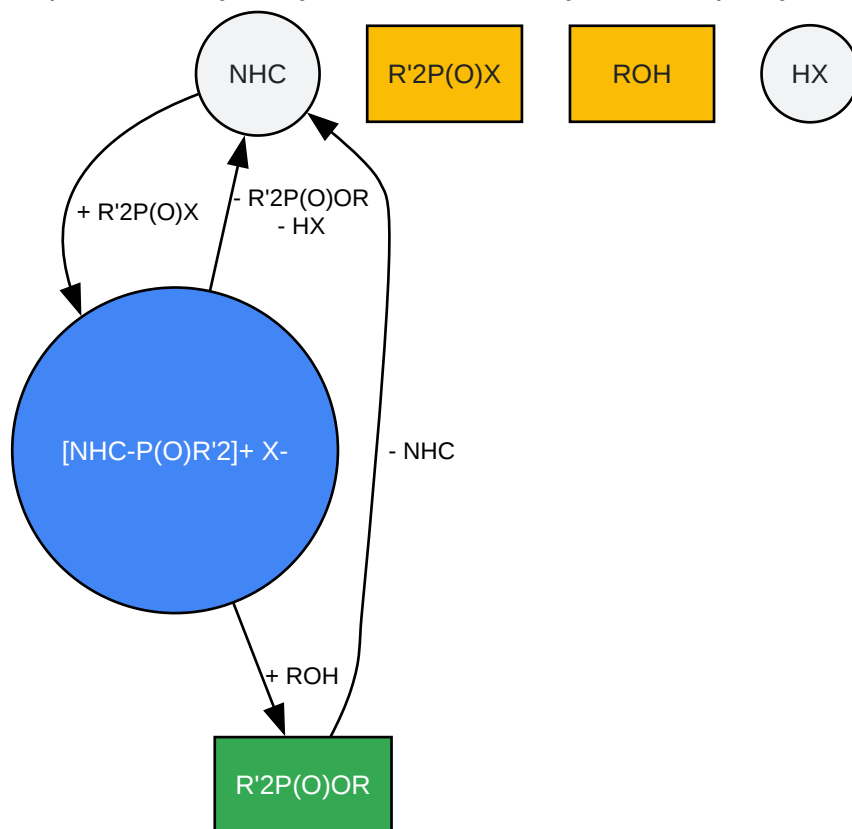 NHC
R'2P(O)X
ROH
HX
+ R'2P(O)X
- R'2P(O)OR
- HX
[NHC-P(O)R'2]+ X-
- NHC
+ ROH
R'2P(O)OR